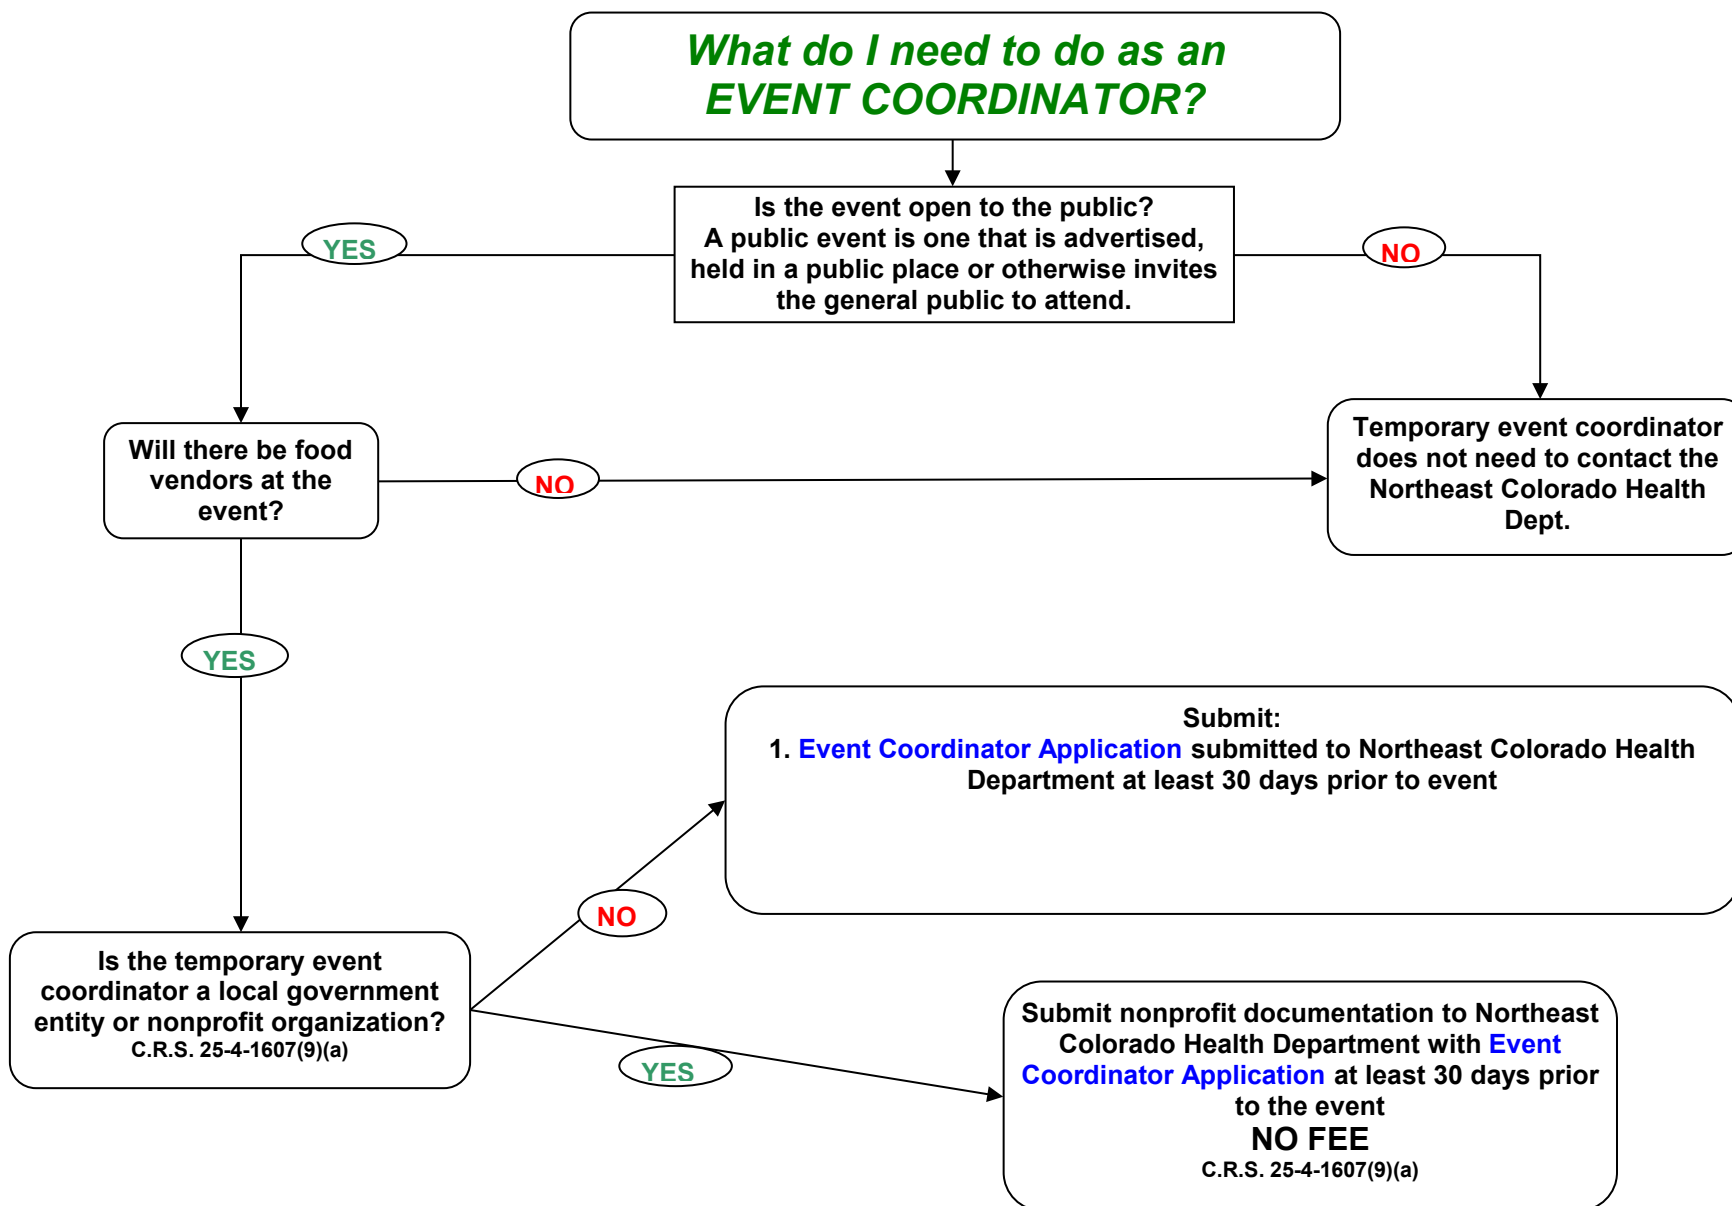 What do I need to do as an
EVENT COORDINATOR?
Is the event open to the public?
A public event is one that is advertised,
held in a public place or otherwise invites
the general public to attend.
YES
NO
Will there be food
vendors at the
event?
NO
Temporary event coordinator
does not need to contact the
Northeast Colorado Health
Dept.
YES
Submit:
1. Event Coordinator Application submitted to Northeast Colorado Health
Department at least 30 days prior to event
NO
Is the temporary event
coordinator a local government
entity or nonprofit organization?
C.R.S. 25-4-1607(9)(a)
YES
Submit nonprofit documentation to Northeast
Colorado Health Department with Event
Coordinator Application at least 30 days prior
to the event
NO FEE
C.R.S. 25-4-1607(9)(a)